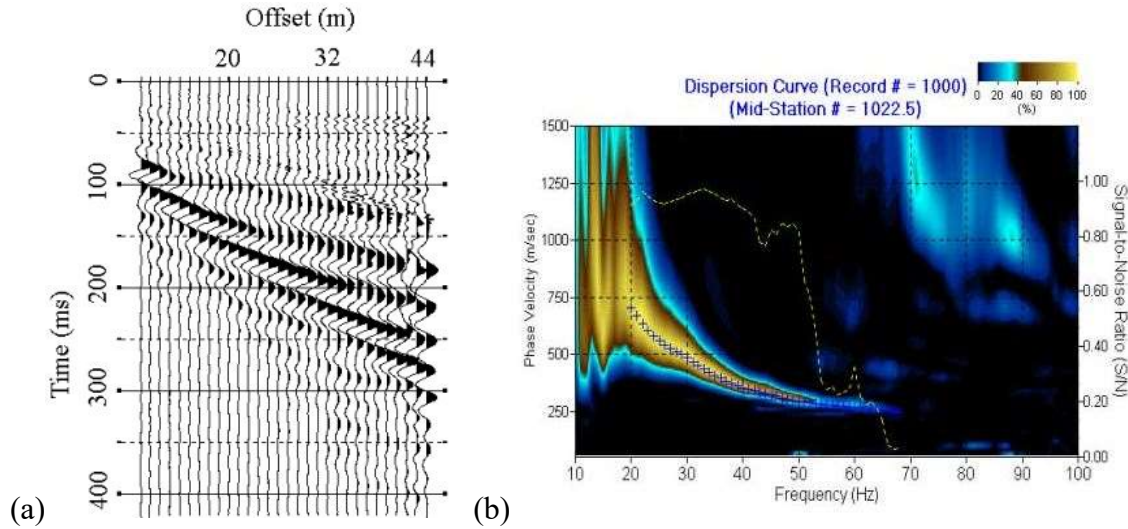 Offset (m)
20 32 44
0
100
200
300
400
Time (ms)
(a)
Dispersion Curve (Record # = 1000)
(Mid-Station # = 1022.5)
0 20 40 60 80 100
(%)
1500
1250
1000
750
500
250
Phase Velocity (m/sec)
1.00
0.80
0.60
0.40
0.20
0.00
Signal-to-Noise Ratio (S/N)
10 20 30 40 50 60 70 80 90 100
Frequency (Hz)
(b)